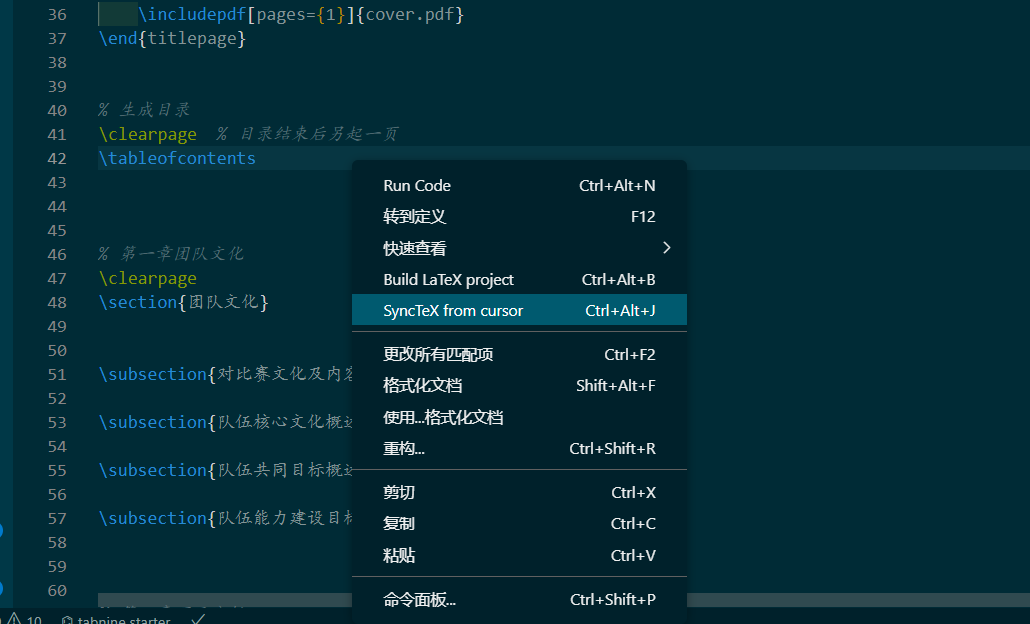 36 \includepdf[pages={1}]{cover.pdf}
37 \end{titlepage}
38
39
40 % 生成目录
41 \clearpage % 目录结束后另起一页
42 \tableofcontents
43
44
45
46 % 第一章团队文化
47 \clearpage
48 \section{团队文化}
49
50
51 \subsection{对比赛文化及内容
52
53 \subsection{队伍核心文化概述
54
55 \subsection{队伍共同目标概述
56
57 \subsection{队伍能力建设目标
58
59
60
Run Code Ctrl+Alt+N
转到定义 F12
快速查看
Build LaTeX project Ctrl+Alt+B
SyncTeX from cursor Ctrl+Alt+J
更改所有匹配项 Ctrl+F2
格式化文档 Shift+Alt+F
使用...格式化文档
重构... Ctrl+Shift+R
剪切 Ctrl+X
复制 Ctrl+C
粘贴 Ctrl+V
命令面板... Ctrl+Shift+P
10 tabnine starter